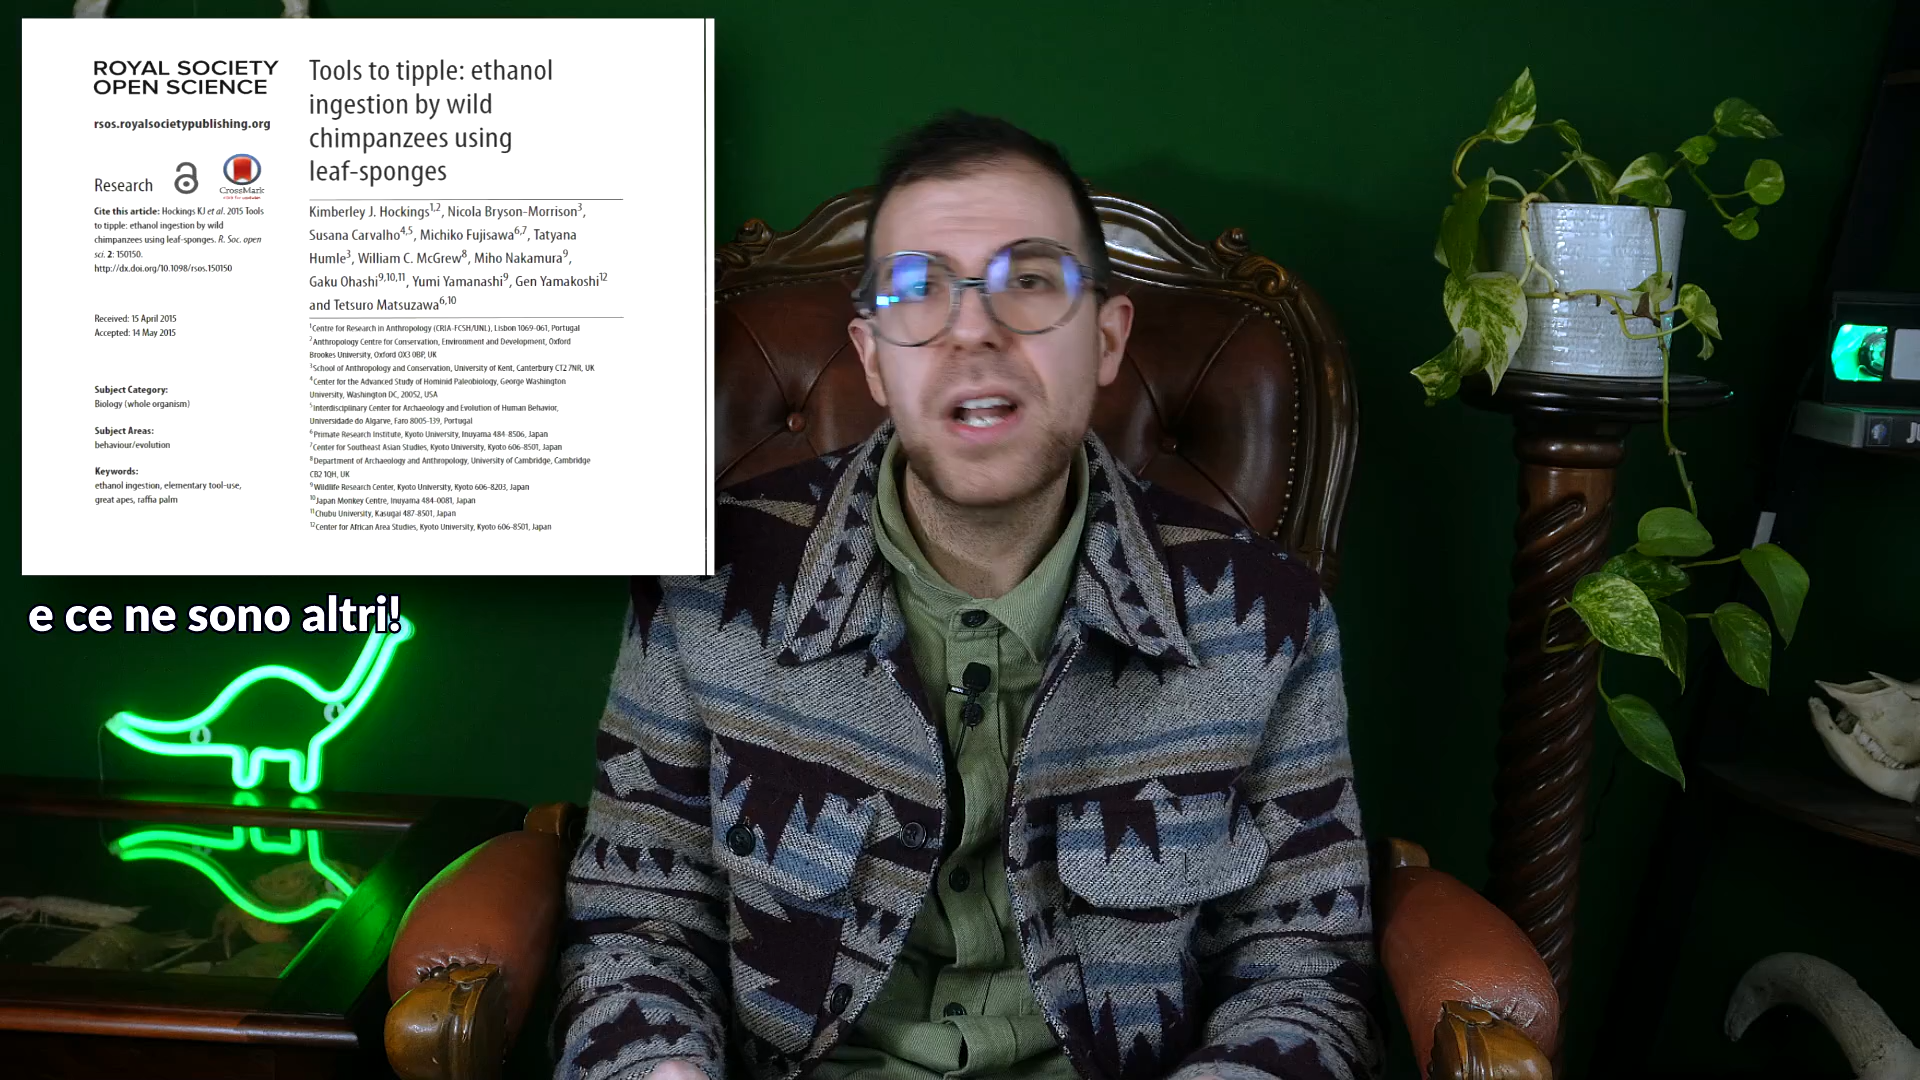 ROYAL SOCIETY
OPEN SCIENCE
rsos.royalsocietypublishing.org
Research
CrossMark
Cite this article: Hockings KJ et al. 2015 Tools
to tipple: ethanol ingestion by wild
chimpanzees using leaf-sponges. R. Soc. open
sci. 2: 150150.
http://dx.doi.org/10.1098/rsos.150150
Received: 15 April 2015
Accepted: 14 May 2015
Subject Category:
Biology (whole organism)
Subject Areas:
behaviour/evolution
Keywords:
ethanol ingestion, elementary tool-use,
great apes, raffia palm
Tools to tipple: ethanol
ingestion by wild
chimpanzees using
leaf-sponges
Kimberley J. Hockings1,2, Nicola Bryson-Morrison3,
Susana Carvalho4,5, Michiko Fujisawa6,7, Tatyana
Humle3, William C. McGrew8, Miho Nakamura9,
Gaku Ohashi9,10,11, Yumi Yamanashi9, Gen Yamakoshi12
and Tetsuro Matsuzawa6,10
1Centre for Research in Anthropology (CRIA-FCSH/UNL), Lisbon 1069-061, Portugal
2Anthropology Centre for Conservation, Environment and Development, Oxford
Brookes University, Oxford OX3 0BP, UK
3School of Anthropology and Conservation, University of Kent, Canterbury CT2 7NR, UK
4Center for the Advanced Study of Hominid Paleobiology, George Washington
University, Washington DC, 20052, USA
5Interdisciplinary Center for Archaeology and Evolution of Human Behavior,
Universidade do Algarve, Faro 8005-139, Portugal
6Primate Research Institute, Kyoto University, Inuyama 484-8506, Japan
7Center for Southeast Asian Studies, Kyoto University, Kyoto 606-8501, Japan
8Department of Archaeology and Anthropology, University of Cambridge, Cambridge
CB2 1QH, UK
9Wildlife Research Center, Kyoto University, Kyoto 606-8203, Japan
10Japan Monkey Centre, Inuyama 484-0081, Japan
11Chubu University, Kasugai 487-8501, Japan
12Center for African Area Studies, Kyoto University, Kyoto 606-8501, Japan
e ce ne sono altri!